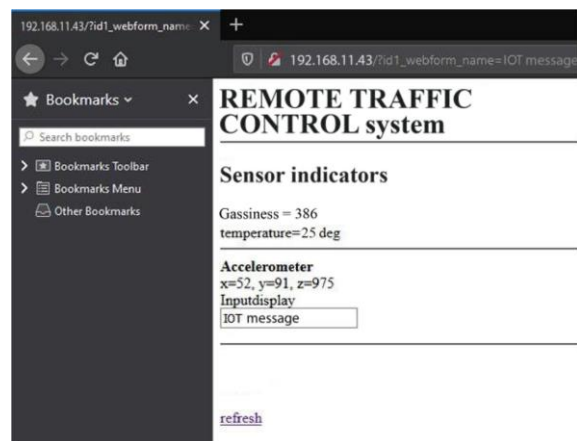 192.168.11.43/?id1_webform_name
192.168.11.43/?id1_webform_name=IOT message
Bookmarks
Search bookmarks
Bookmarks Toolbar
Bookmarks Menu
Other Bookmarks
REMOTE TRAFFIC
CONTROL system
Sensor indicators
Gassiness = 386
temperature=25 deg
Accelerometer
x=52, y=91, z=975
Inputdisplay
IOT message
refresh